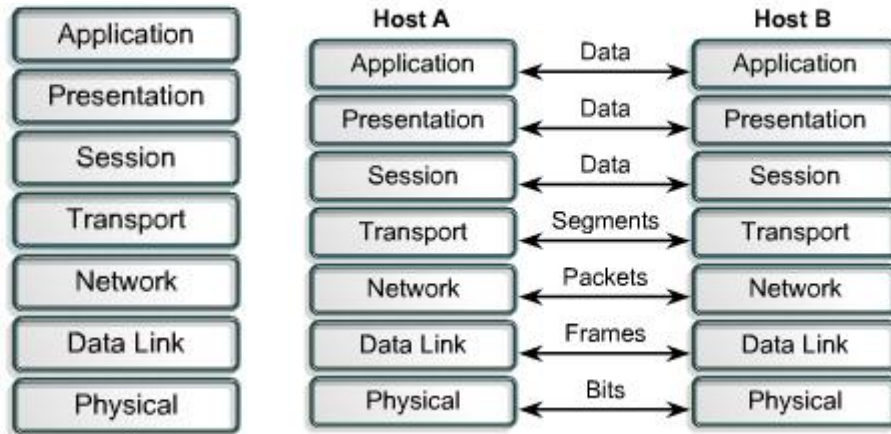 Application
Presentation
Session
Transport
Network
Data Link
Physical
Host A
Host B
Application
Data
Application
Presentation
Data
Presentation
Session
Data
Session
Transport
Segments
Transport
Network
Packets
Network
Data Link
Frames
Data Link
Physical
Bits
Physical